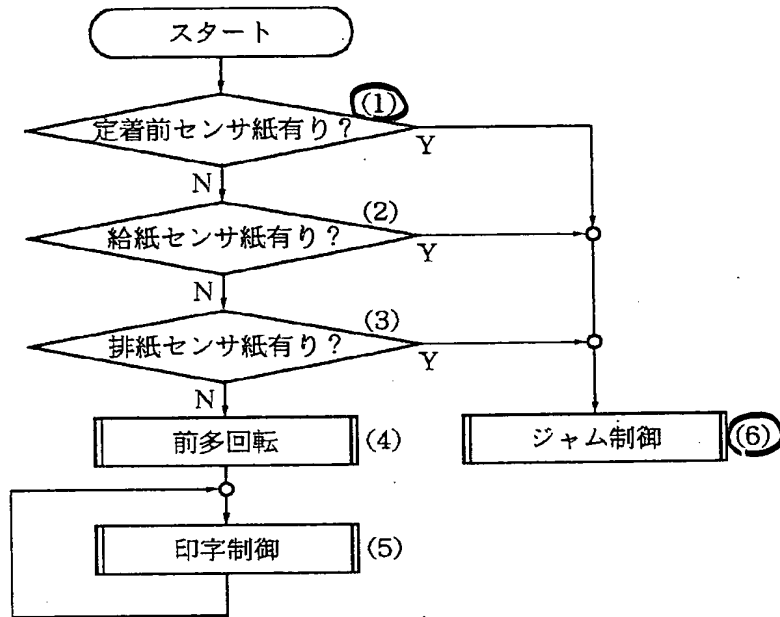 スタート
(1)
定着前センサ紙有り?
Y
N
(2)
給紙センサ紙有り?
Y
N
(3)
排紙センサ紙有り?
Y
N
前多回転
(4)
ジャム制御
(6)
印字制御
(5)